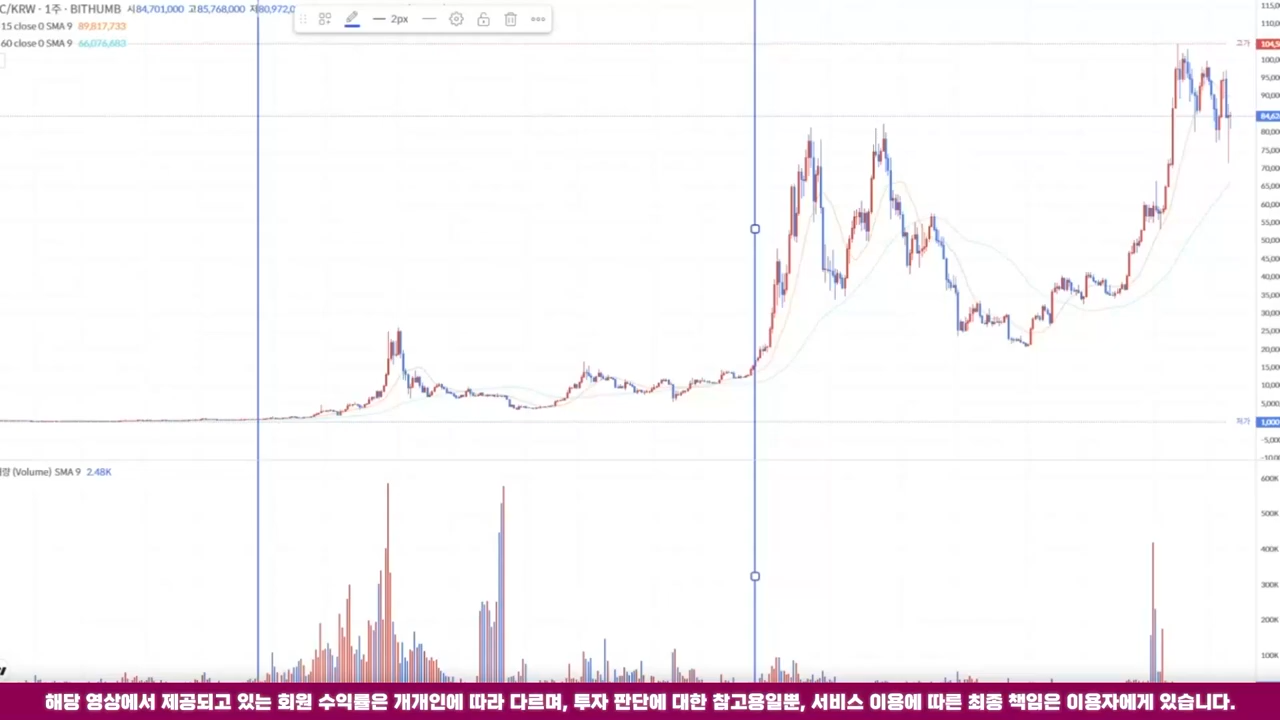 C/KRW · 1주 · BITHUMB 시84,701,000 고85,768,000 저80,972,0
15 close 0 SMA 9 89,817,733
60 close 0 SMA 9 66,076,683
2px
115,0
110,0
고가 104,5
100,0
95,00
90,00
84,62
80,00
75,00
70,00
65,00
60,00
55,00
50,00
45,00
40,00
35,00
30,00
25,00
20,00
15,00
10,00
5,000
저가 1,000
-5,000
-10,0
량 (Volume) SMA 9 2.48K
600K
500K
400K
300K
200K
100K
해당 영상에서 제공되고 있는 회원 수익률은 개개인에 따라 다르며, 투자 판단에 대한 참고용일뿐, 서비스 이용에 따른 최종 책임은 이용자에게 있습니다.